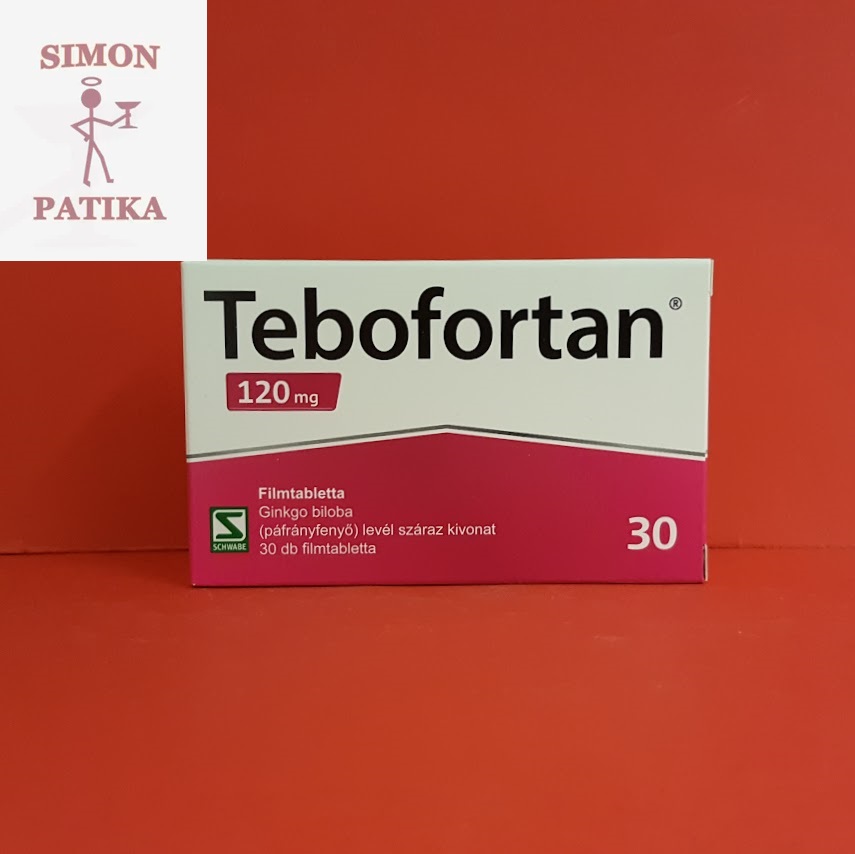 SIMON
PATIKA
Tebofortan®
120 mg
Filmtabletta
Ginkgo biloba
(páfrányfenyő) levél száraz kivonat
30 db filmtabletta
SCHWABE
30